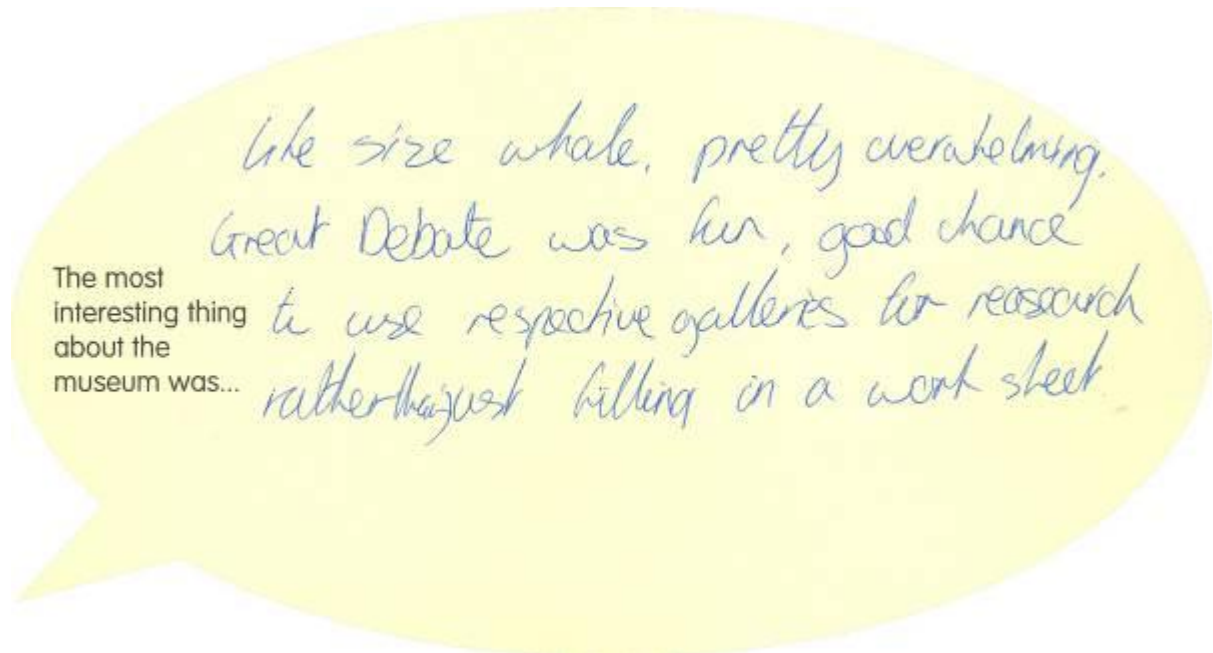 The most
interesting thing
about the
museum was...
Life size whale, pretty overwhelming.
Great Debate was fun, good chance
to use respective galleries for reasearch
rather than just filling in a work sheet.